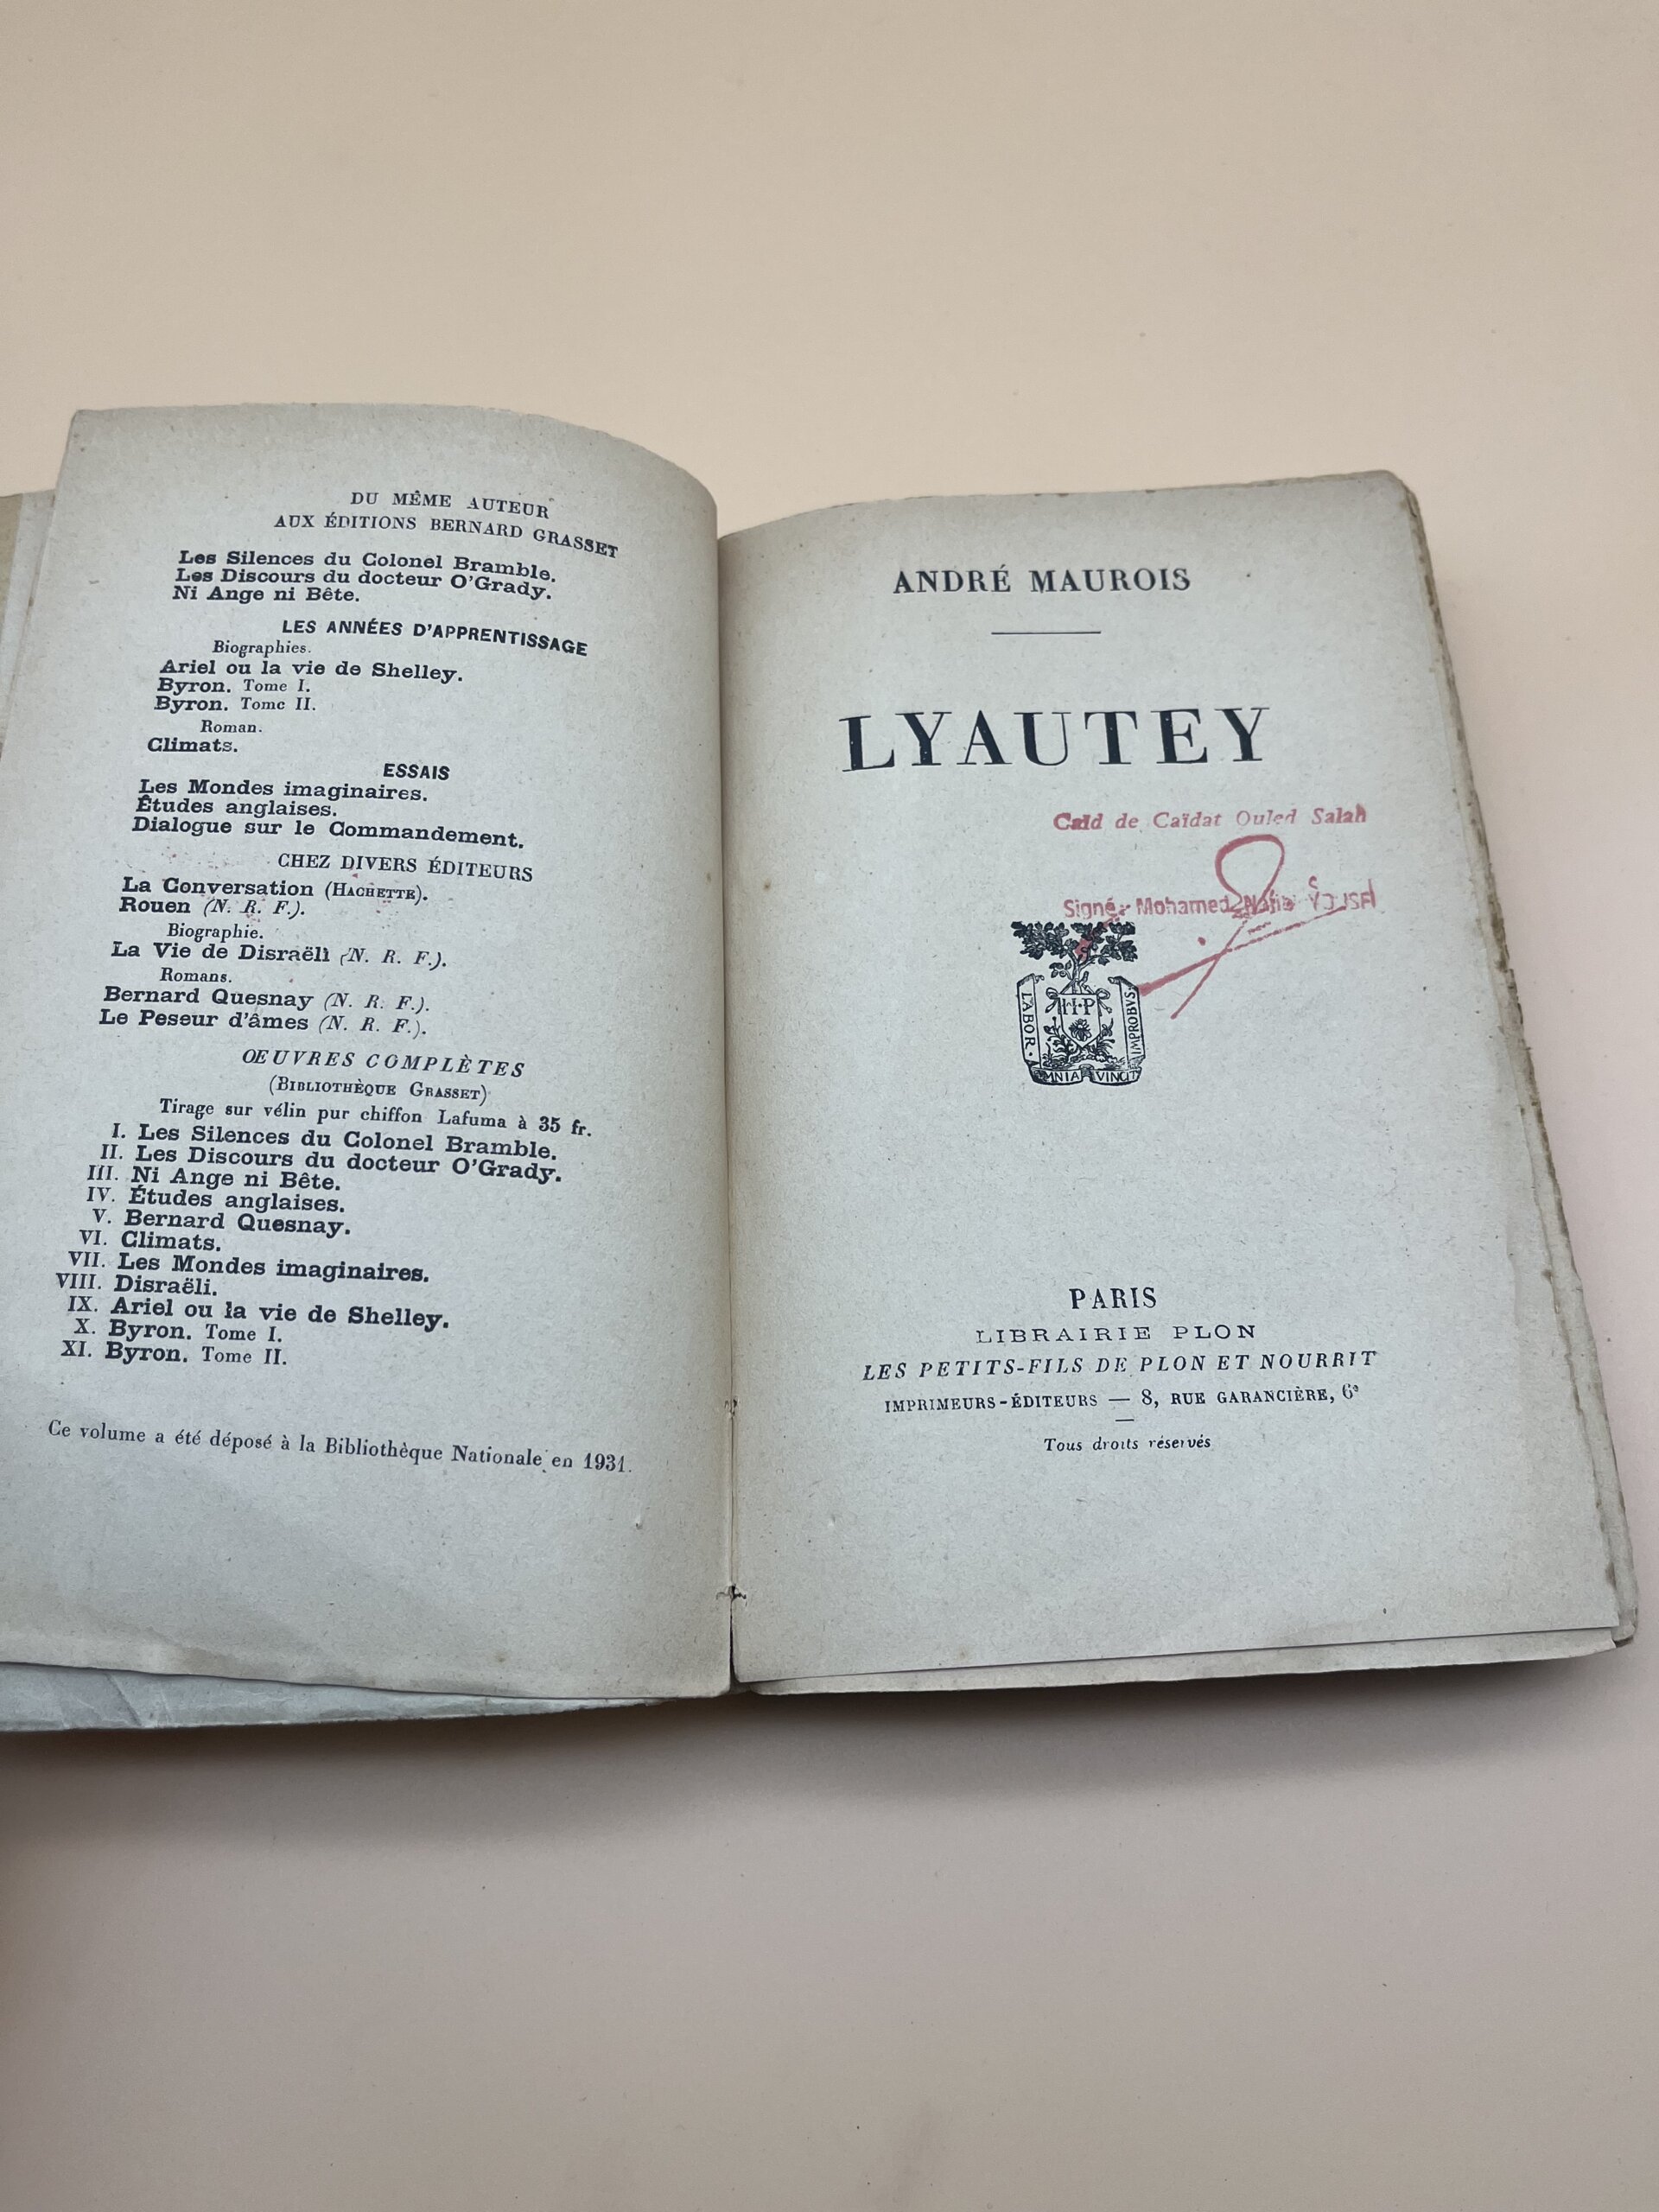 DU MÊME AUTEUR
AUX ÉDITIONS BERNARD GRASSET
Les Silences du Colonel Bramble.
Les Discours du docteur O'Grady.
Ni Ange ni Bête.
LES ANNÉES D'APPRENTISSAGE
Biographies.
Ariel ou la vie de Shelley.
Byron. Tome I.
Byron. Tome II.
Roman.
Climats.
ESSAIS
Les Mondes imaginaires.
Études anglaises.
Dialogue sur le Commandement.
CHEZ DIVERS ÉDITEURS
La Conversation (HACHETTE).
Rouen (N. R. F.).
Biographie.
La Vie de Disraëli (N. R. F.).
Romans.
Bernard Quesnay (N. R. F.).
Le Peseur d'âmes (N. R. F.).
ŒUVRES COMPLÈTES
(BIBLIOTHÈQUE GRASSET)
Tirage sur vélin pur chiffon Lafuma à 35 fr.
I. Les Silences du Colonel Bramble.
II. Les Discours du docteur O'Grady.
III. Ni Ange ni Bête.
IV. Études anglaises.
V. Bernard Quesnay.
VI. Climats.
VII. Les Mondes imaginaires.
VIII. Disraëli.
IX. Ariel ou la vie de Shelley.
X. Byron. Tome I.
XI. Byron. Tome II.
Ce volume a été déposé à la Bibliothèque Nationale en 1931.
ANDRÉ MAUROIS
LYAUTEY
Caïd de Caïdat Ouled Salah
Signé: Mohamed
H·P
LABOR
IMPROBVS
OMNIA VINCIT
PARIS
LIBRAIRIE PLON
LES PETITS-FILS DE PLON ET NOURRIT
IMPRIMEURS-ÉDITEURS — 8, RUE GARANCIÈRE, 6e
Tous droits réservés